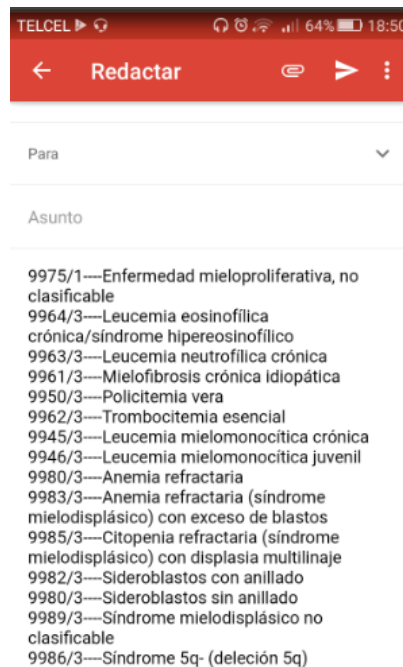 TELCEL 64% 18:50
Redactar
Para
Asunto
9975/1----Enfermedad mieloproliferativa, no
clasificable
9964/3----Leucemia eosinofílica
crónica/síndrome hipereosinofílico
9963/3----Leucemia neutrofílica crónica
9961/3----Mielofibrosis crónica idiopática
9950/3----Policitemia vera
9962/3----Trombocitemia esencial
9945/3----Leucemia mielomonocítica crónica
9946/3----Leucemia mielomonocítica juvenil
9980/3----Anemia refractaria
9983/3----Anemia refractaria (síndrome
mielodisplásico) con exceso de blastos
9985/3----Citopenia refractaria (síndrome
mielodisplásico) con displasia multilinaje
9982/3----Sideroblastos con anillado
9980/3----Sideroblastos sin anillado
9989/3----Síndrome mielodisplásico no
clasificable
9986/3----Síndrome 5q- (deleción 5q)